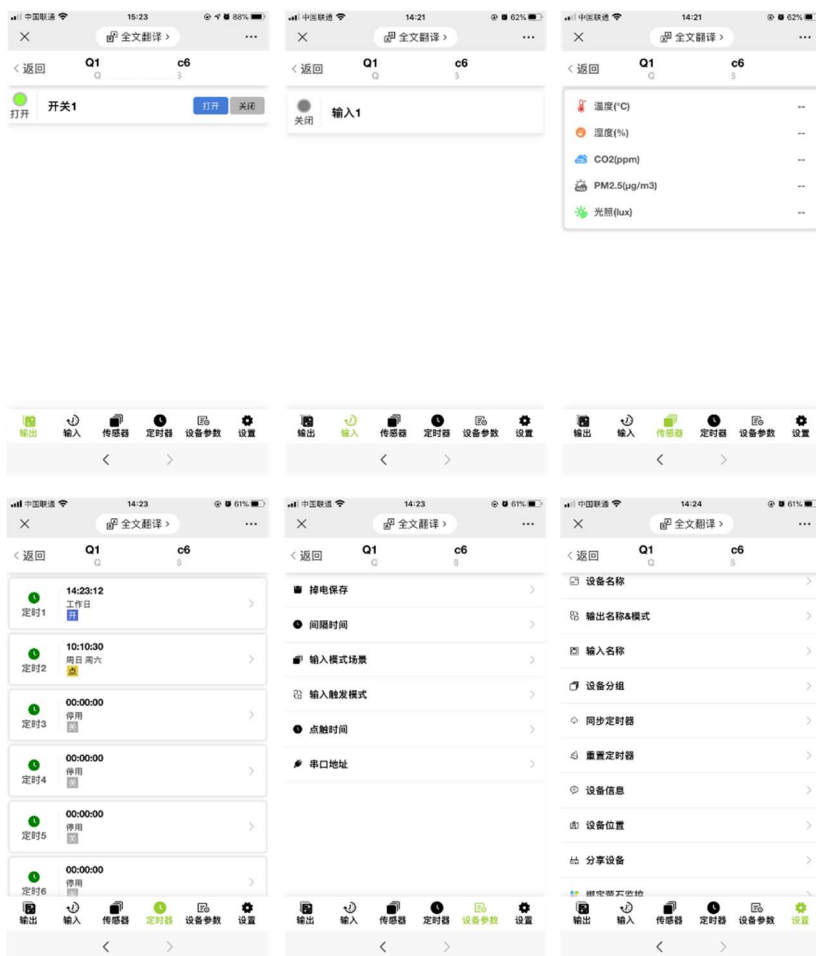 中国联通 15:23 88%
全文翻译 >
返回 Q1 c6
Q S
打开 开关1 打开 关闭
输出 输入 传感器 定时器 设备参数 设置
中国联通 14:21 62%
全文翻译 >
返回 Q1 c6
Q S
关闭 输入1
输出 输入 传感器 定时器 设备参数 设置
中国联通 14:21 62%
全文翻译 >
返回 Q1 c6
Q S
温度(°C) --
湿度(%) --
CO2(ppm) --
PM2.5(μg/m3) --
光照(lux) --
输出 输入 传感器 定时器 设备参数 设置
中国联通 14:23 61%
全文翻译 >
返回 Q1 c6
Q S
14:23:12
工作日
定时1 开
10:10:30
周日 周六
定时2 点
00:00:00
停用
定时3 关
00:00:00
停用
定时4 关
00:00:00
停用
定时5 关
00:00:00
停用
定时6
输出 输入 传感器 定时器 设备参数 设置
中国联通 14:23 61%
全文翻译 >
返回 Q1 c6
Q S
掉电保存
间隔时间
输入模式场景
输入触发模式
点触时间
串口地址
输出 输入 传感器 定时器 设备参数 设置
中国联通 14:24 61%
全文翻译 >
返回 Q1 c6
Q S
设备名称
输出名称&模式
输入名称
设备分组
同步定时器
重置定时器
设备信息
设备位置
分享设备
绑定萤石监控
输出 输入 传感器 定时器 设备参数 设置